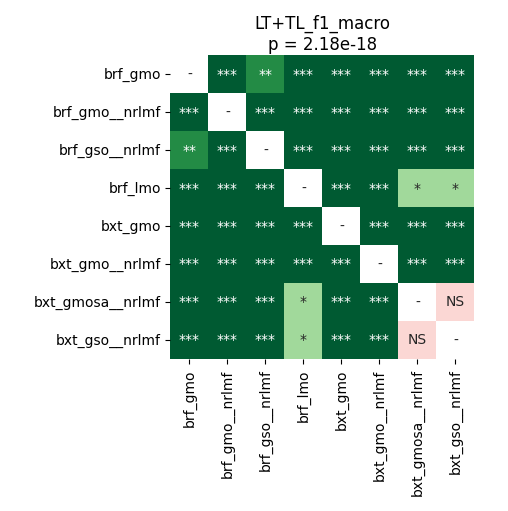 LT+TL_f1_macro
p = 2.18e-18
brf_gmo - *** ** *** *** *** *** ***
brf_gmo__nrlmf *** - *** *** *** *** *** ***
brf_gso__nrlmf ** *** - *** *** *** *** ***
brf_lmo *** *** *** - *** *** * *
bxt_gmo *** *** *** *** - *** *** ***
bxt_gmo__nrlmf *** *** *** *** *** - *** ***
bxt_gmosa__nrlmf *** *** *** * *** *** - NS
bxt_gso__nrlmf *** *** *** * *** *** NS -
brf_gmo
brf_gmo__nrlmf
brf_gso__nrlmf
brf_lmo
bxt_gmo
bxt_gmo__nrlmf
bxt_gmosa__nrlmf
bxt_gso__nrlmf